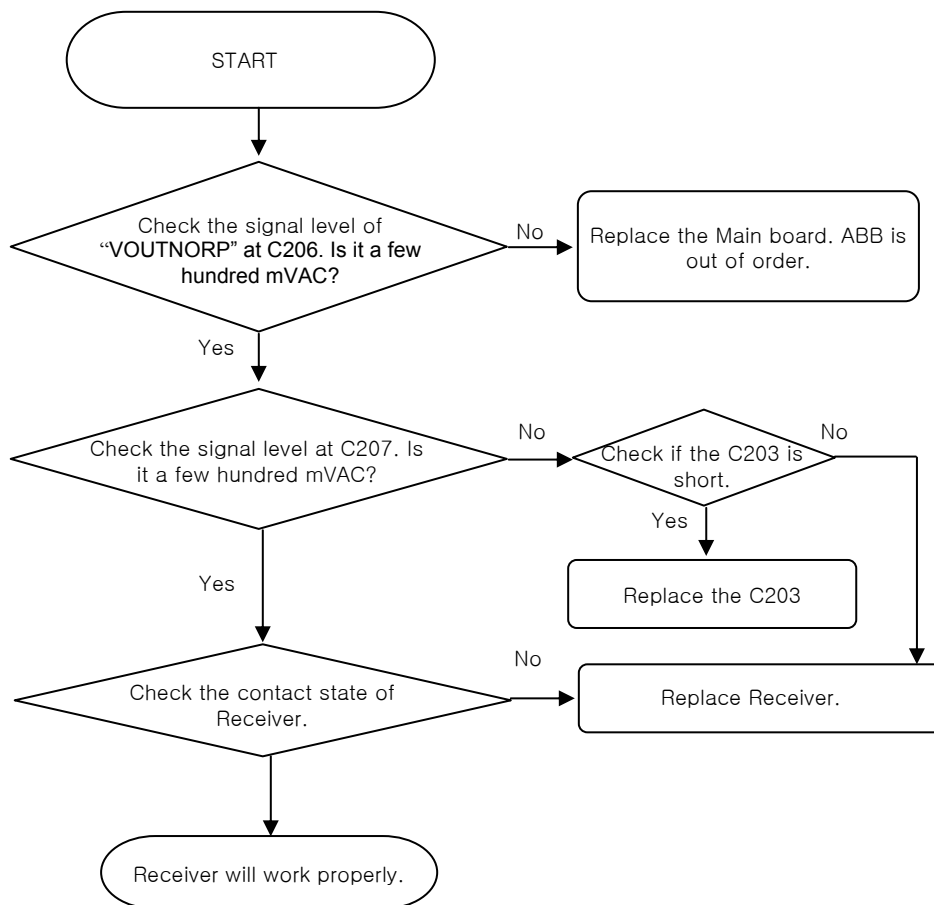 START
Check the signal level of
“VOUTNORP” at C206. Is it a few
hundred mVAC?
No
Replace the Main board. ABB is
out of order.
Yes
Check the signal level at C207. Is
it a few hundred mVAC?
No
Check if the C203 is
short.
No
Yes
Replace the C203
Yes
Check the contact state of
Receiver.
No
Replace Receiver.
Receiver will work properly.